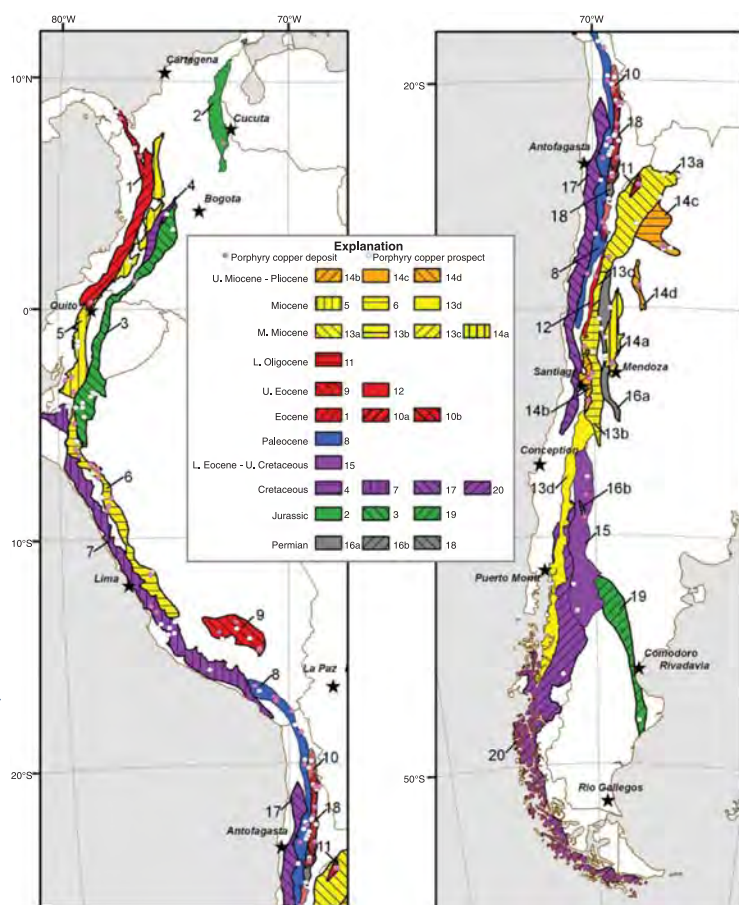 80°W 70°W
10°N
0°
10°S
20°S
Cartagena
2
Cucuta
1
4
Bogota
Quito
5
3
6
7
Lima
9
La Paz
8
10
17
18
Antofagasta
11
Explanation
Porphyry copper deposit Porphyry copper prospect
U. Miocene - Pliocene 14b 14c 14d
Miocene 5 6 13d
M. Miocene 13a 13b 13c 14a
L. Oligocene 11
U. Eocene 9 12
Eocene 1 10a 10b
Paleocene 8
L. Eocene - U. Cretaceous 15
Cretaceous 4 7 17 20
Jurassic 2 3 19
Permian 16a 16b 18
70°W
20°S
50°S
10
18
Antofagasta
13a
11
17
14c
18
8
13c
14d
12
14a
Santiago
Mendoza
14b
16a
13b
Conception
13d
16b
15
Puerto Mont
19
Comodoro
Rivadavia
20
Rio Gallegos